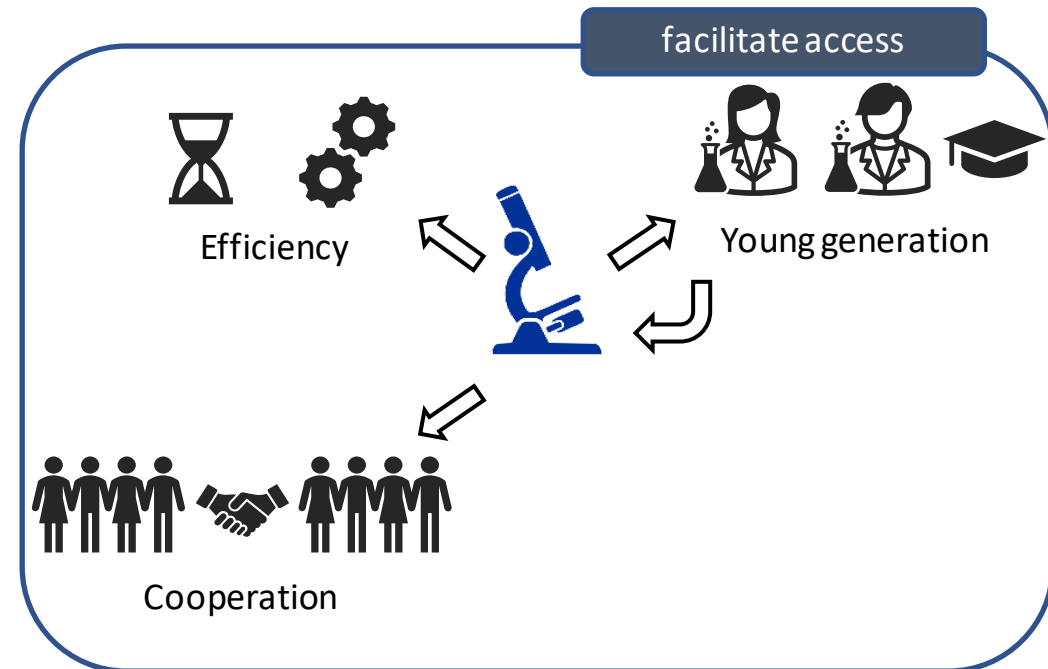 facilitate access
Efficiency
Young generation
Cooperation